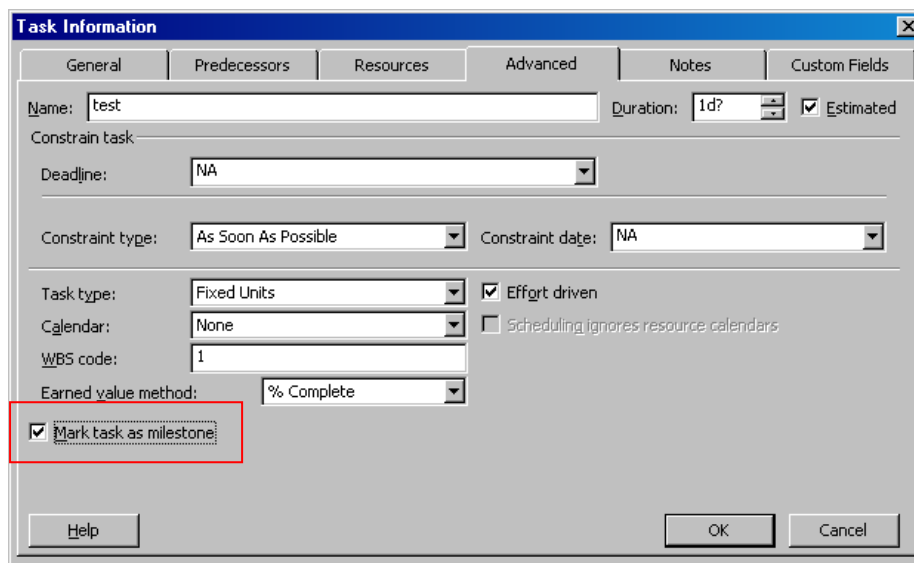 Task Information
General Predecessors Resources Advanced Notes Custom Fields
Name: test Duration: 1d? Estimated
Constrain task
Deadline: NA
Constraint type: As Soon As Possible Constraint date: NA
Task type: Fixed Units Effort driven
Calendar: None Scheduling ignores resource calendars
WBS code: 1
Earned value method: % Complete
Mark task as milestone
Help OK Cancel